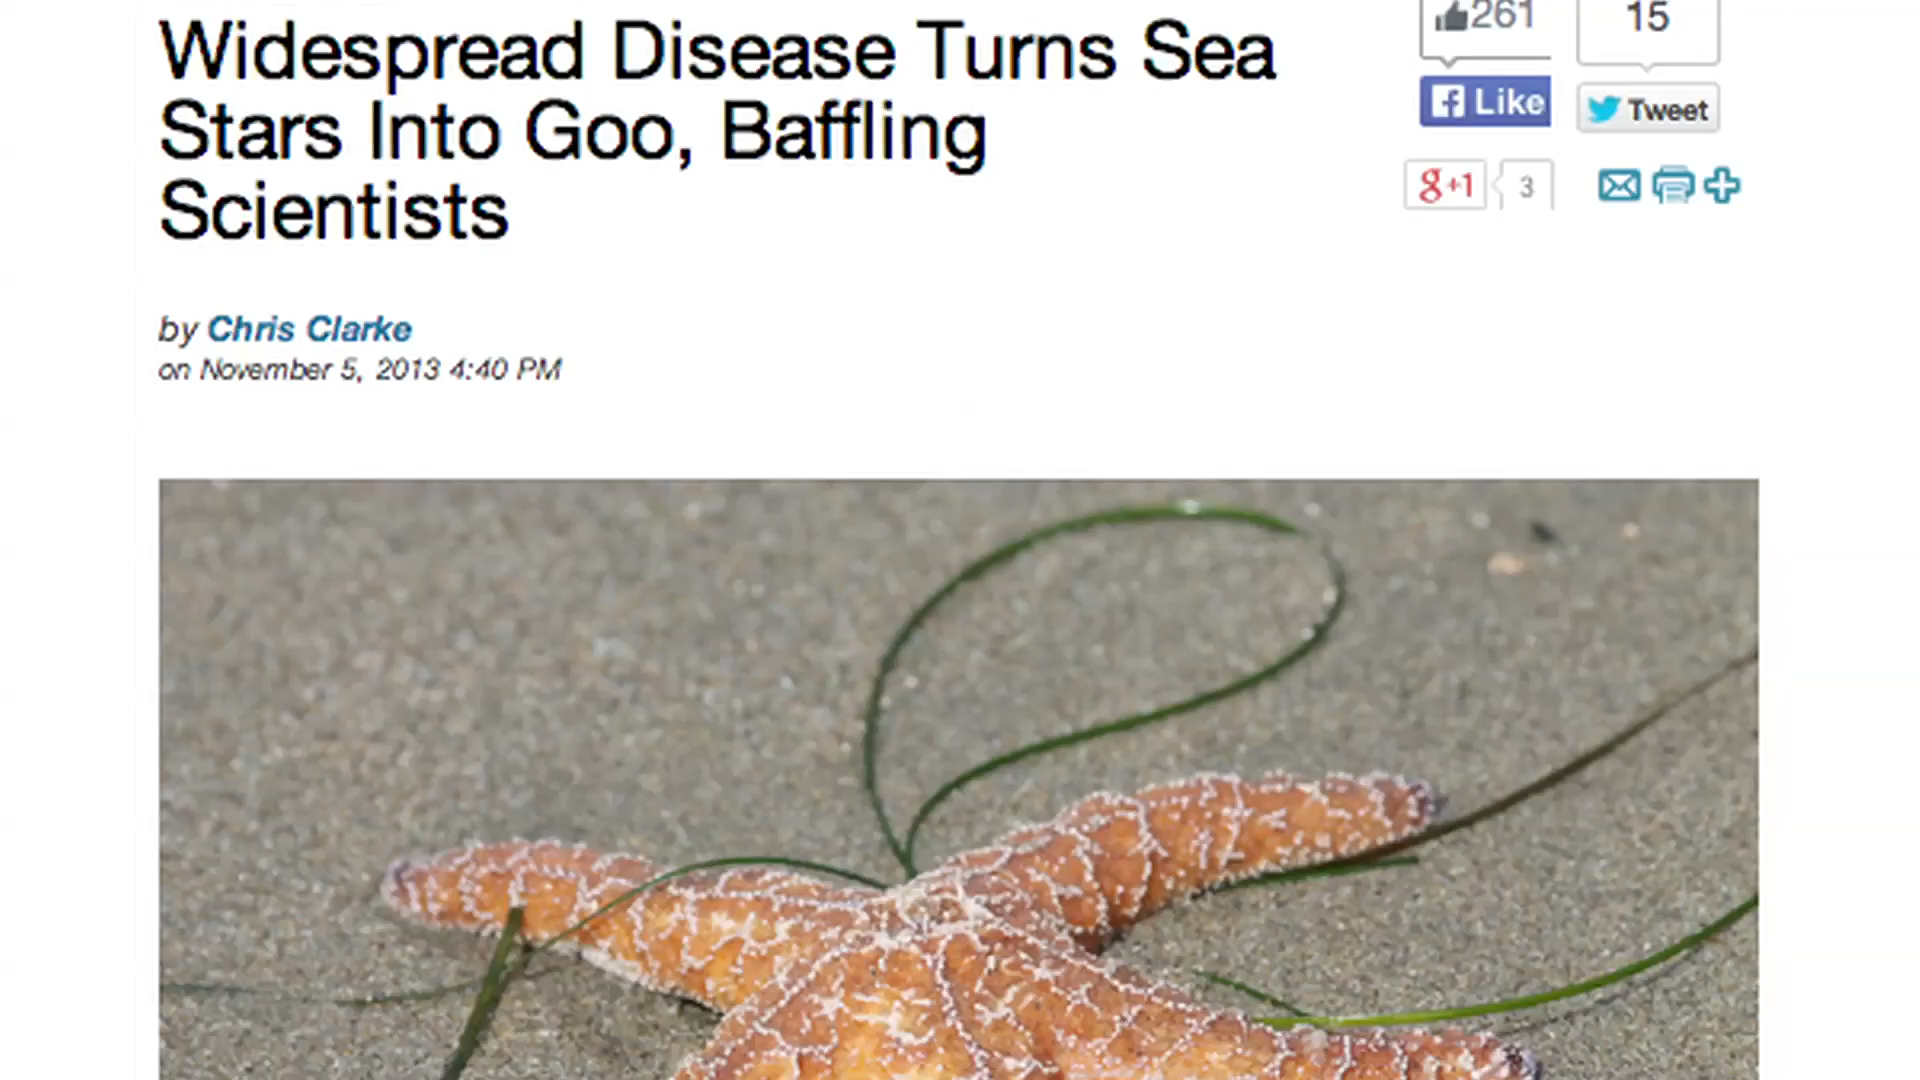 Widespread Disease Turns Sea
Stars Into Goo, Baffling
Scientists
by Chris Clarke
on November 5, 2013 4:40 PM
261
15
Like
Tweet
g+1
3